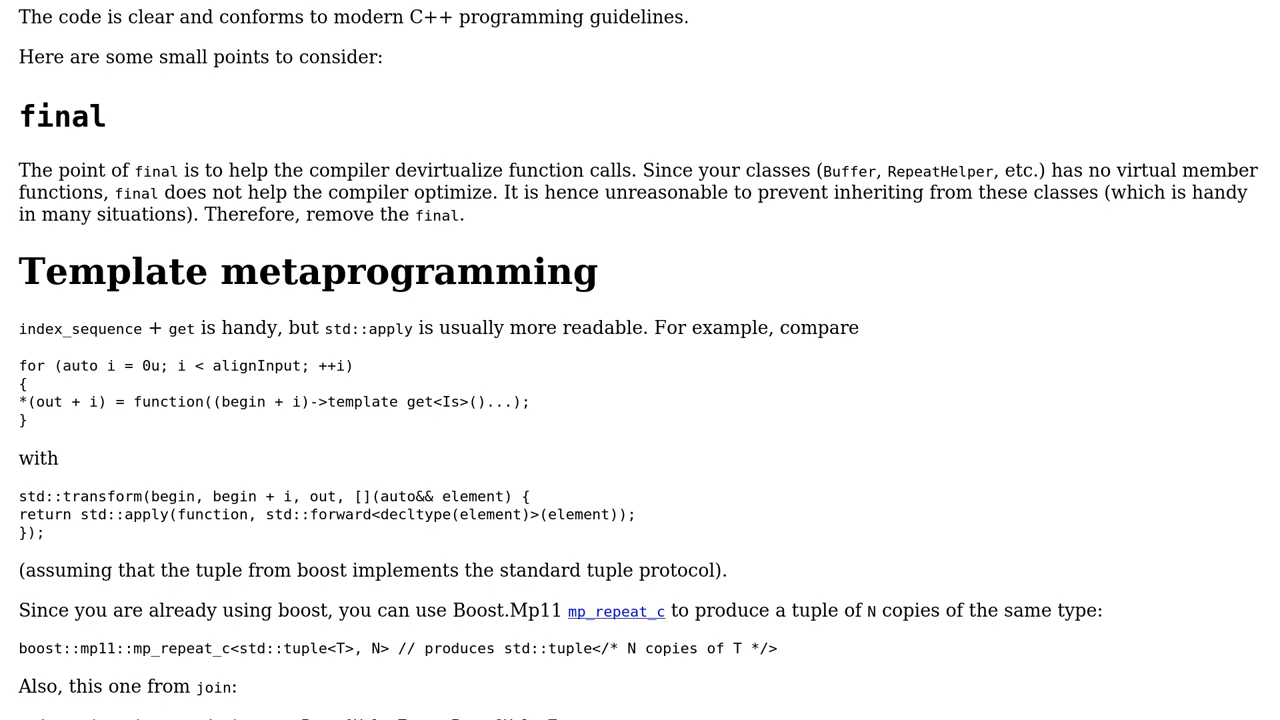 The code is clear and conforms to modern C++ programming guidelines.
Here are some small points to consider:
final
The point of final is to help the compiler devirtualize function calls. Since your classes (Buffer, RepeatHelper, etc.) has no virtual member
functions, final does not help the compiler optimize. It is hence unreasonable to prevent inheriting from these classes (which is handy
in many situations). Therefore, remove the final.
Template metaprogramming
index_sequence + get is handy, but std::apply is usually more readable. For example, compare
for (auto i = 0u; i < alignInput; ++i)
{
*(out + i) = function((begin + i)->template get<Is>()...);
}
with
std::transform(begin, begin + i, out, [](auto&& element) {
return std::apply(function, std::forward<decltype(element)>(element));
});
(assuming that the tuple from boost implements the standard tuple protocol).
Since you are already using boost, you can use Boost.Mp11 mp_repeat_c to produce a tuple of N copies of the same type:
boost::mp11::mp_repeat_c<std::tuple<T>, N> // produces std::tuple</* N copies of T */>
Also, this one from join: